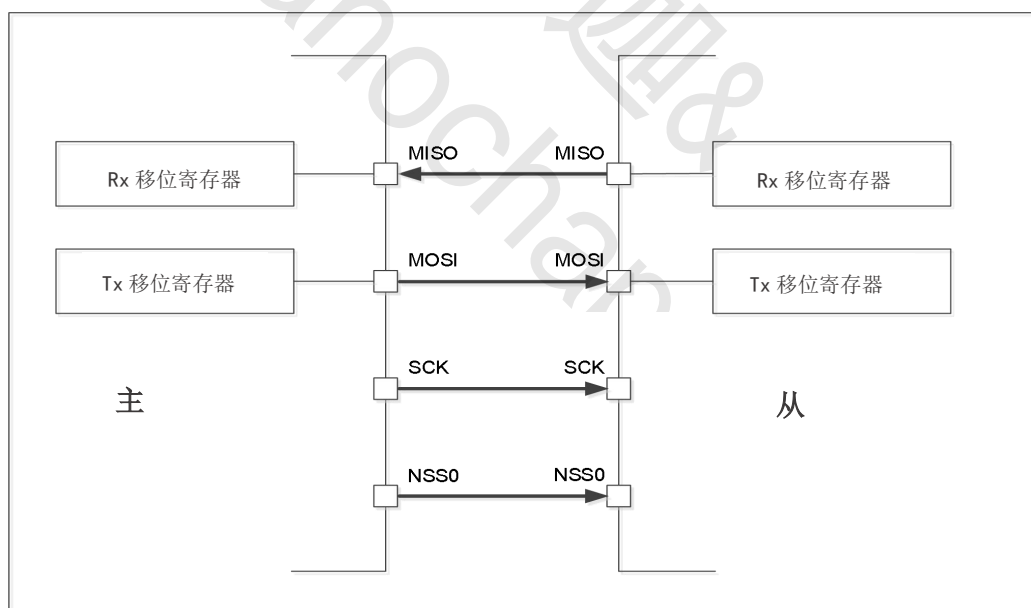 MISO MISO
Rx 移位寄存器 Rx 移位寄存器
MOSI MOSI
Tx 移位寄存器 Tx 移位寄存器
SCK SCK
主 从
NSS0 NSS0